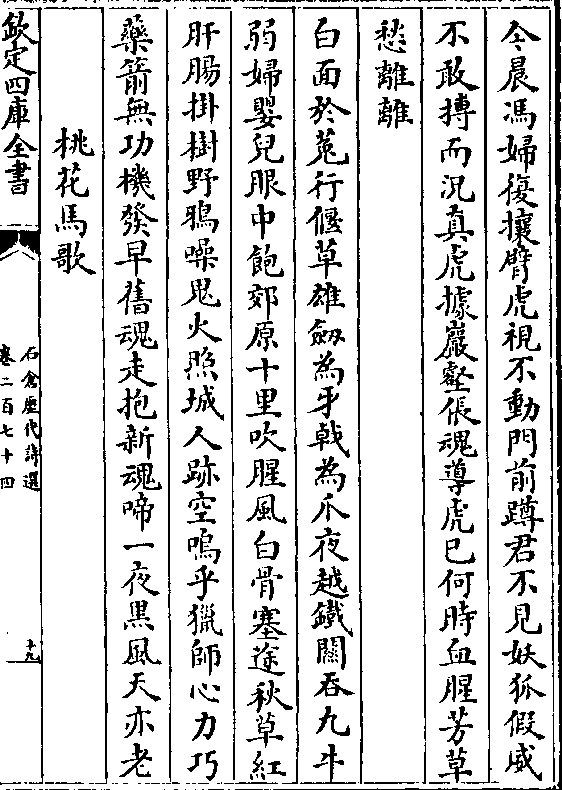 今晨馮婦復攘臂虎視不動門前蹲君不見妖狐假威
不敢搏而況真虎據巖壑倀魂導虎巳何時血腥芳草
愁離離
白面於菟行偃草雄劔為牙戟為爪夜越鐵關吞九牛
弱婦嬰兒眼中飽郊原十里吹腥風白骨塞途秋草紅
肝腸掛樹野鴉噪鬼火照城人跡空嗚乎獵師心力巧
藥箭無功機發早舊魂走抱新魂啼一夜黒風天亦老
桃花馬歌
欽定四庫全書
石倉歷代詩選
卷二百七十四
十九